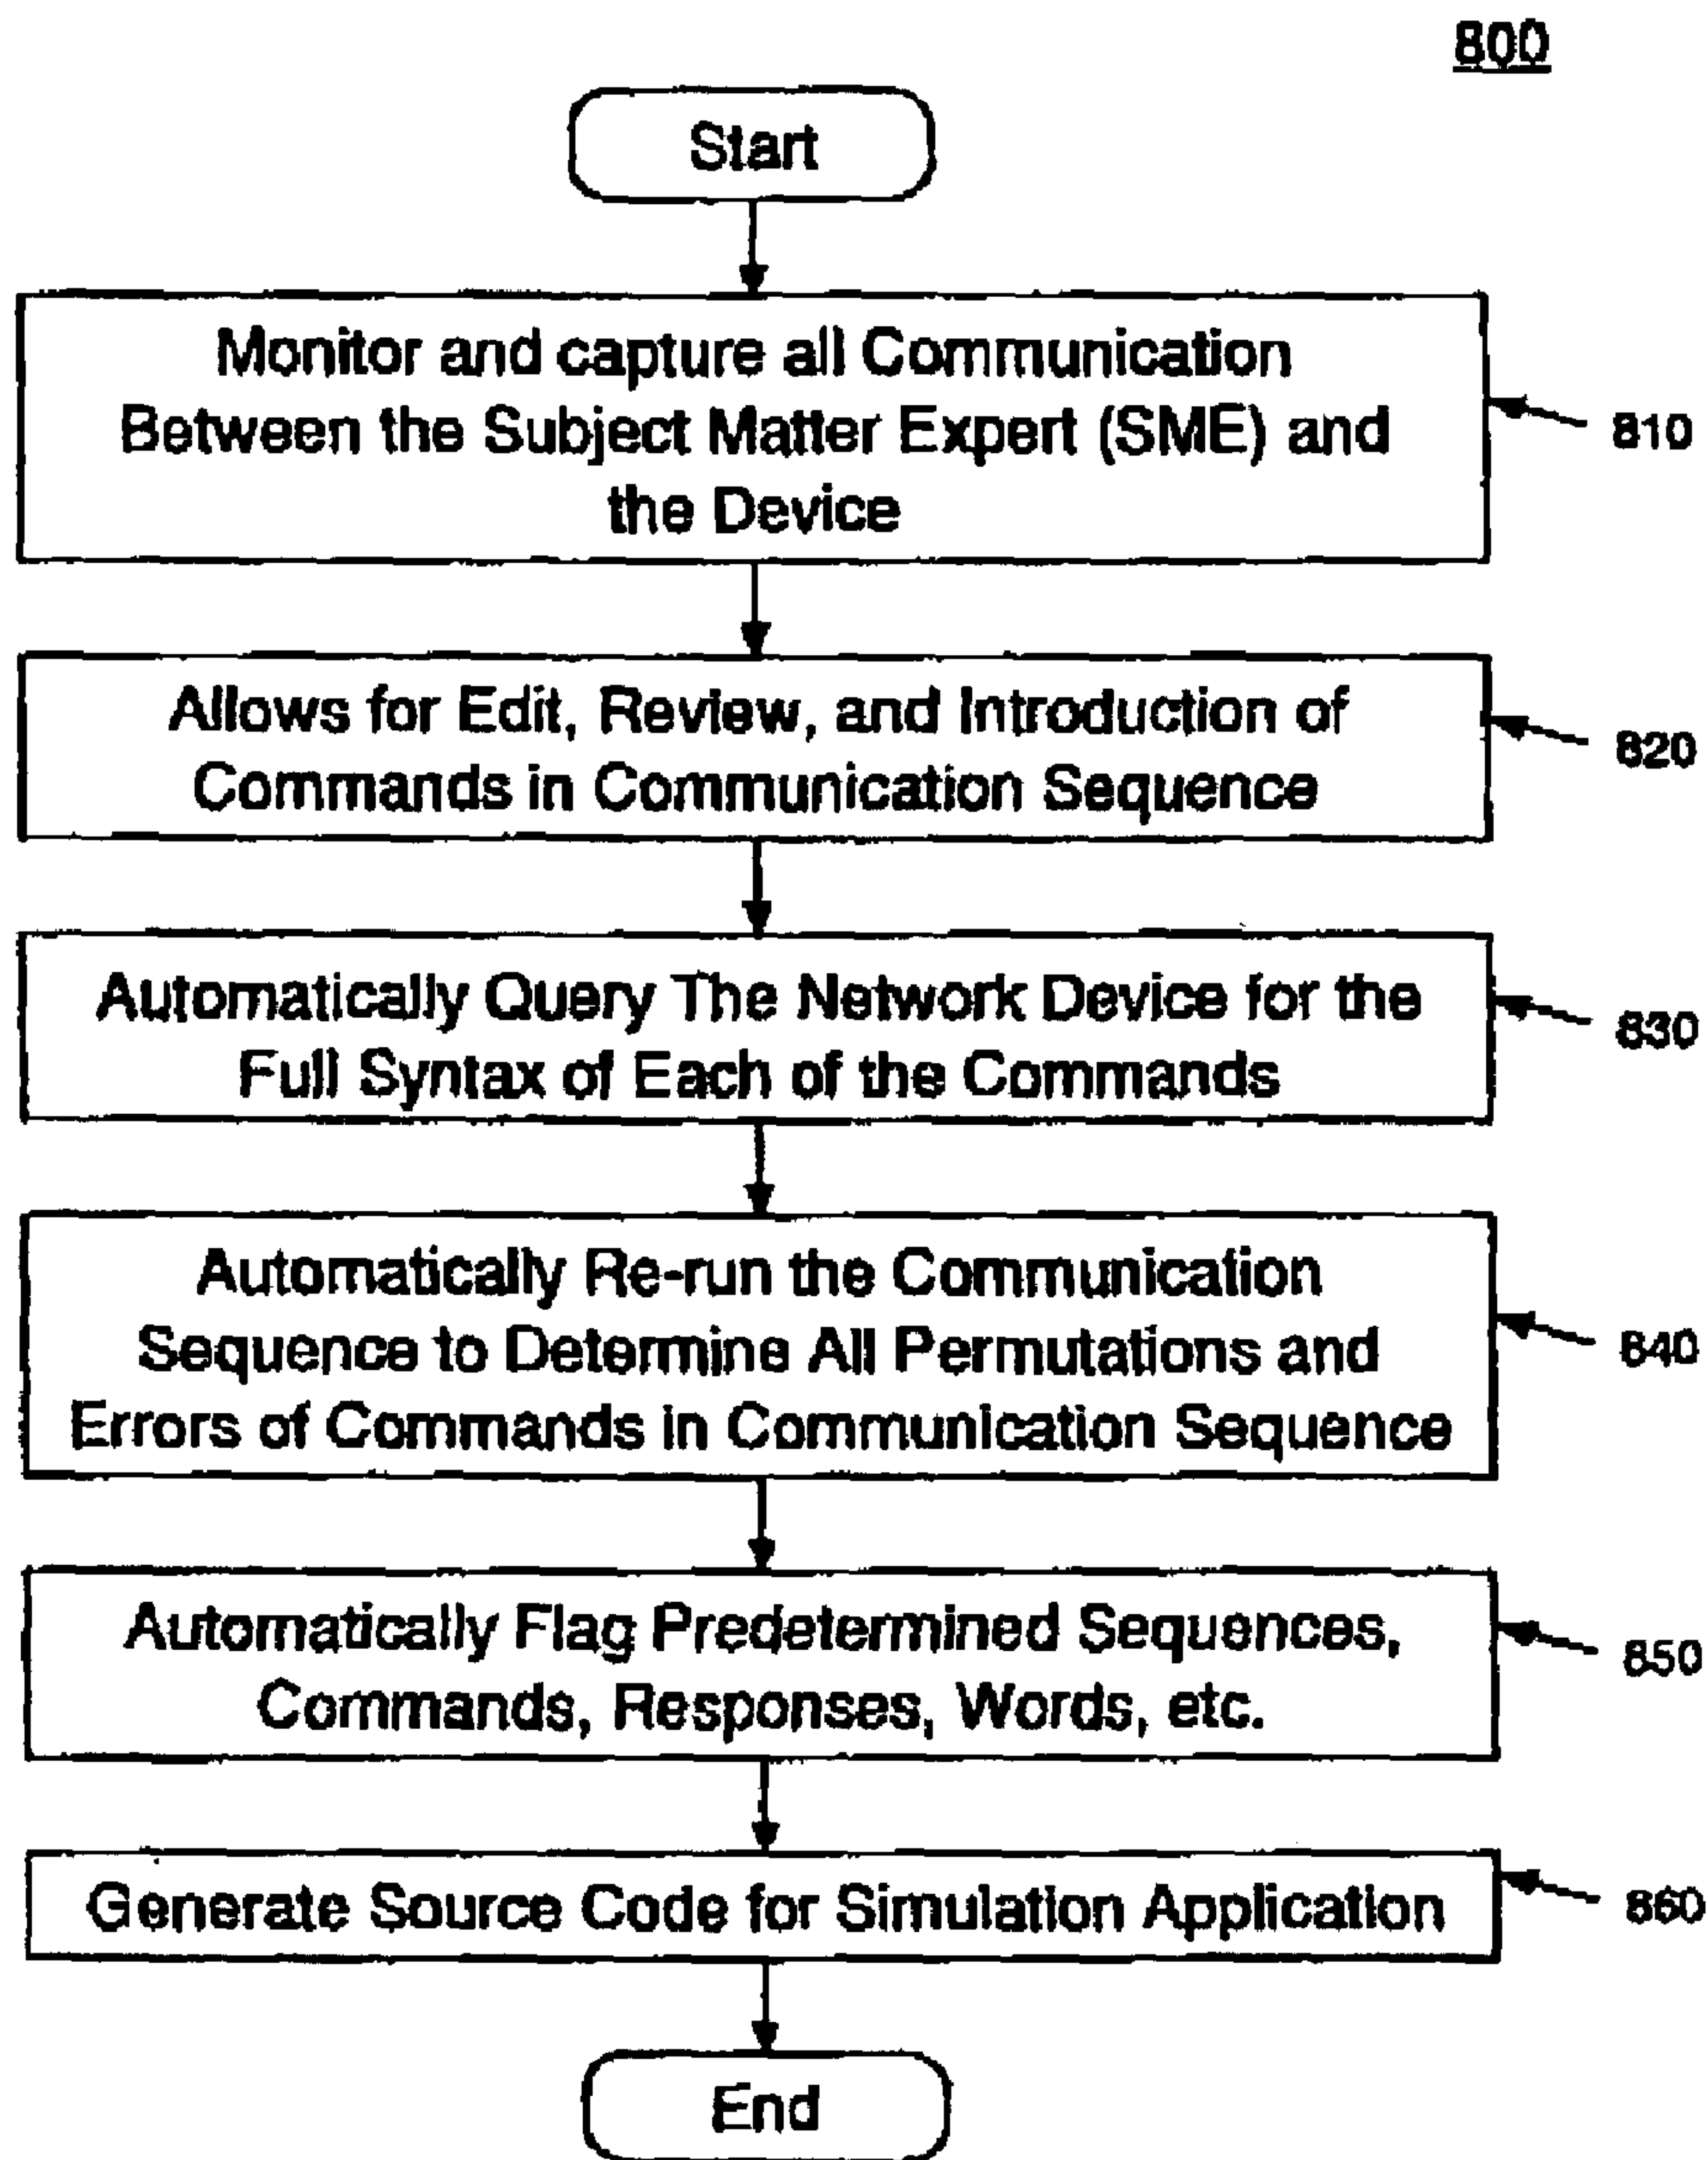 800
Start
Monitor and capture all Communication
Between the Subject Matter Expert (SME) and
the Device
810
Allows for Edit, Review, and Introduction of
Commands in Communication Sequence
820
Automatically Query The Network Device for the
Full Syntax of Each of the Commands
830
Automatically Re-run the Communication
Sequence to Determine All Permutations and
Errors of Commands in Communication Sequence
840
Automatically Flag Predetermined Sequences,
Commands, Responses, Words, etc.
850
Generate Source Code for Simulation Application
860
End